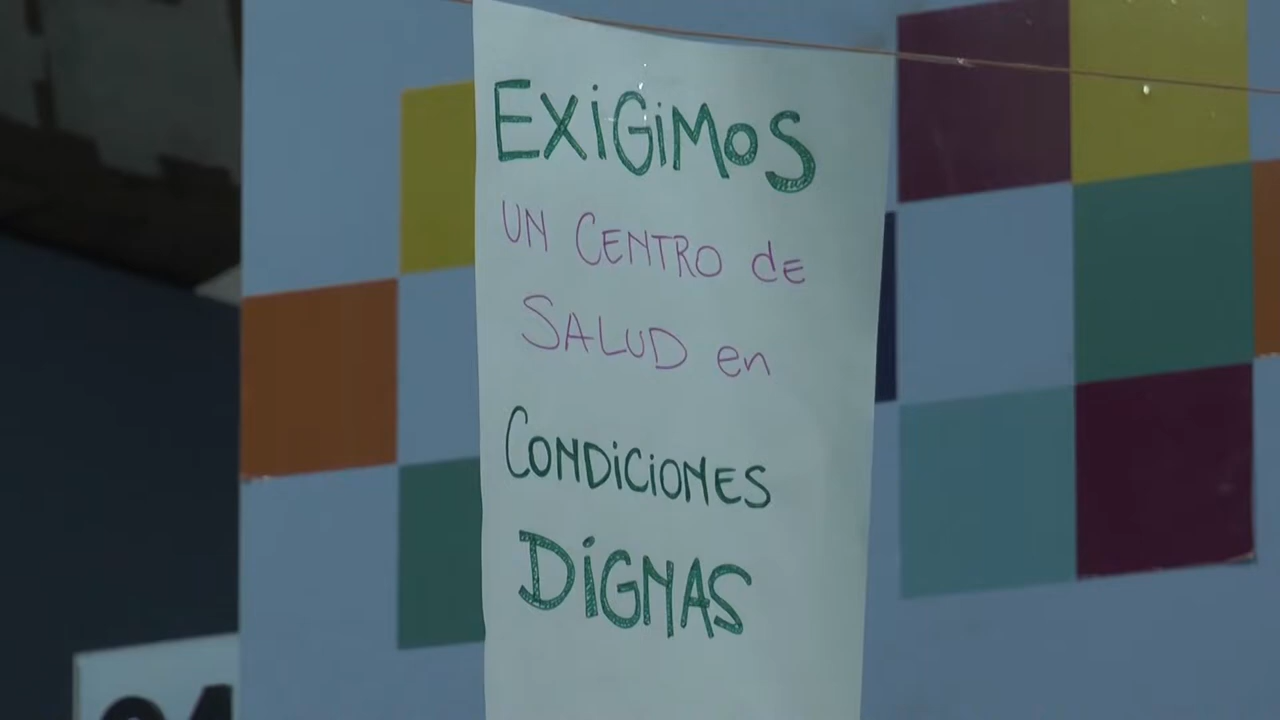 EXiGiMOS
UN CENTRO de
SALUD en
CONDiCiONES
DiGNAS